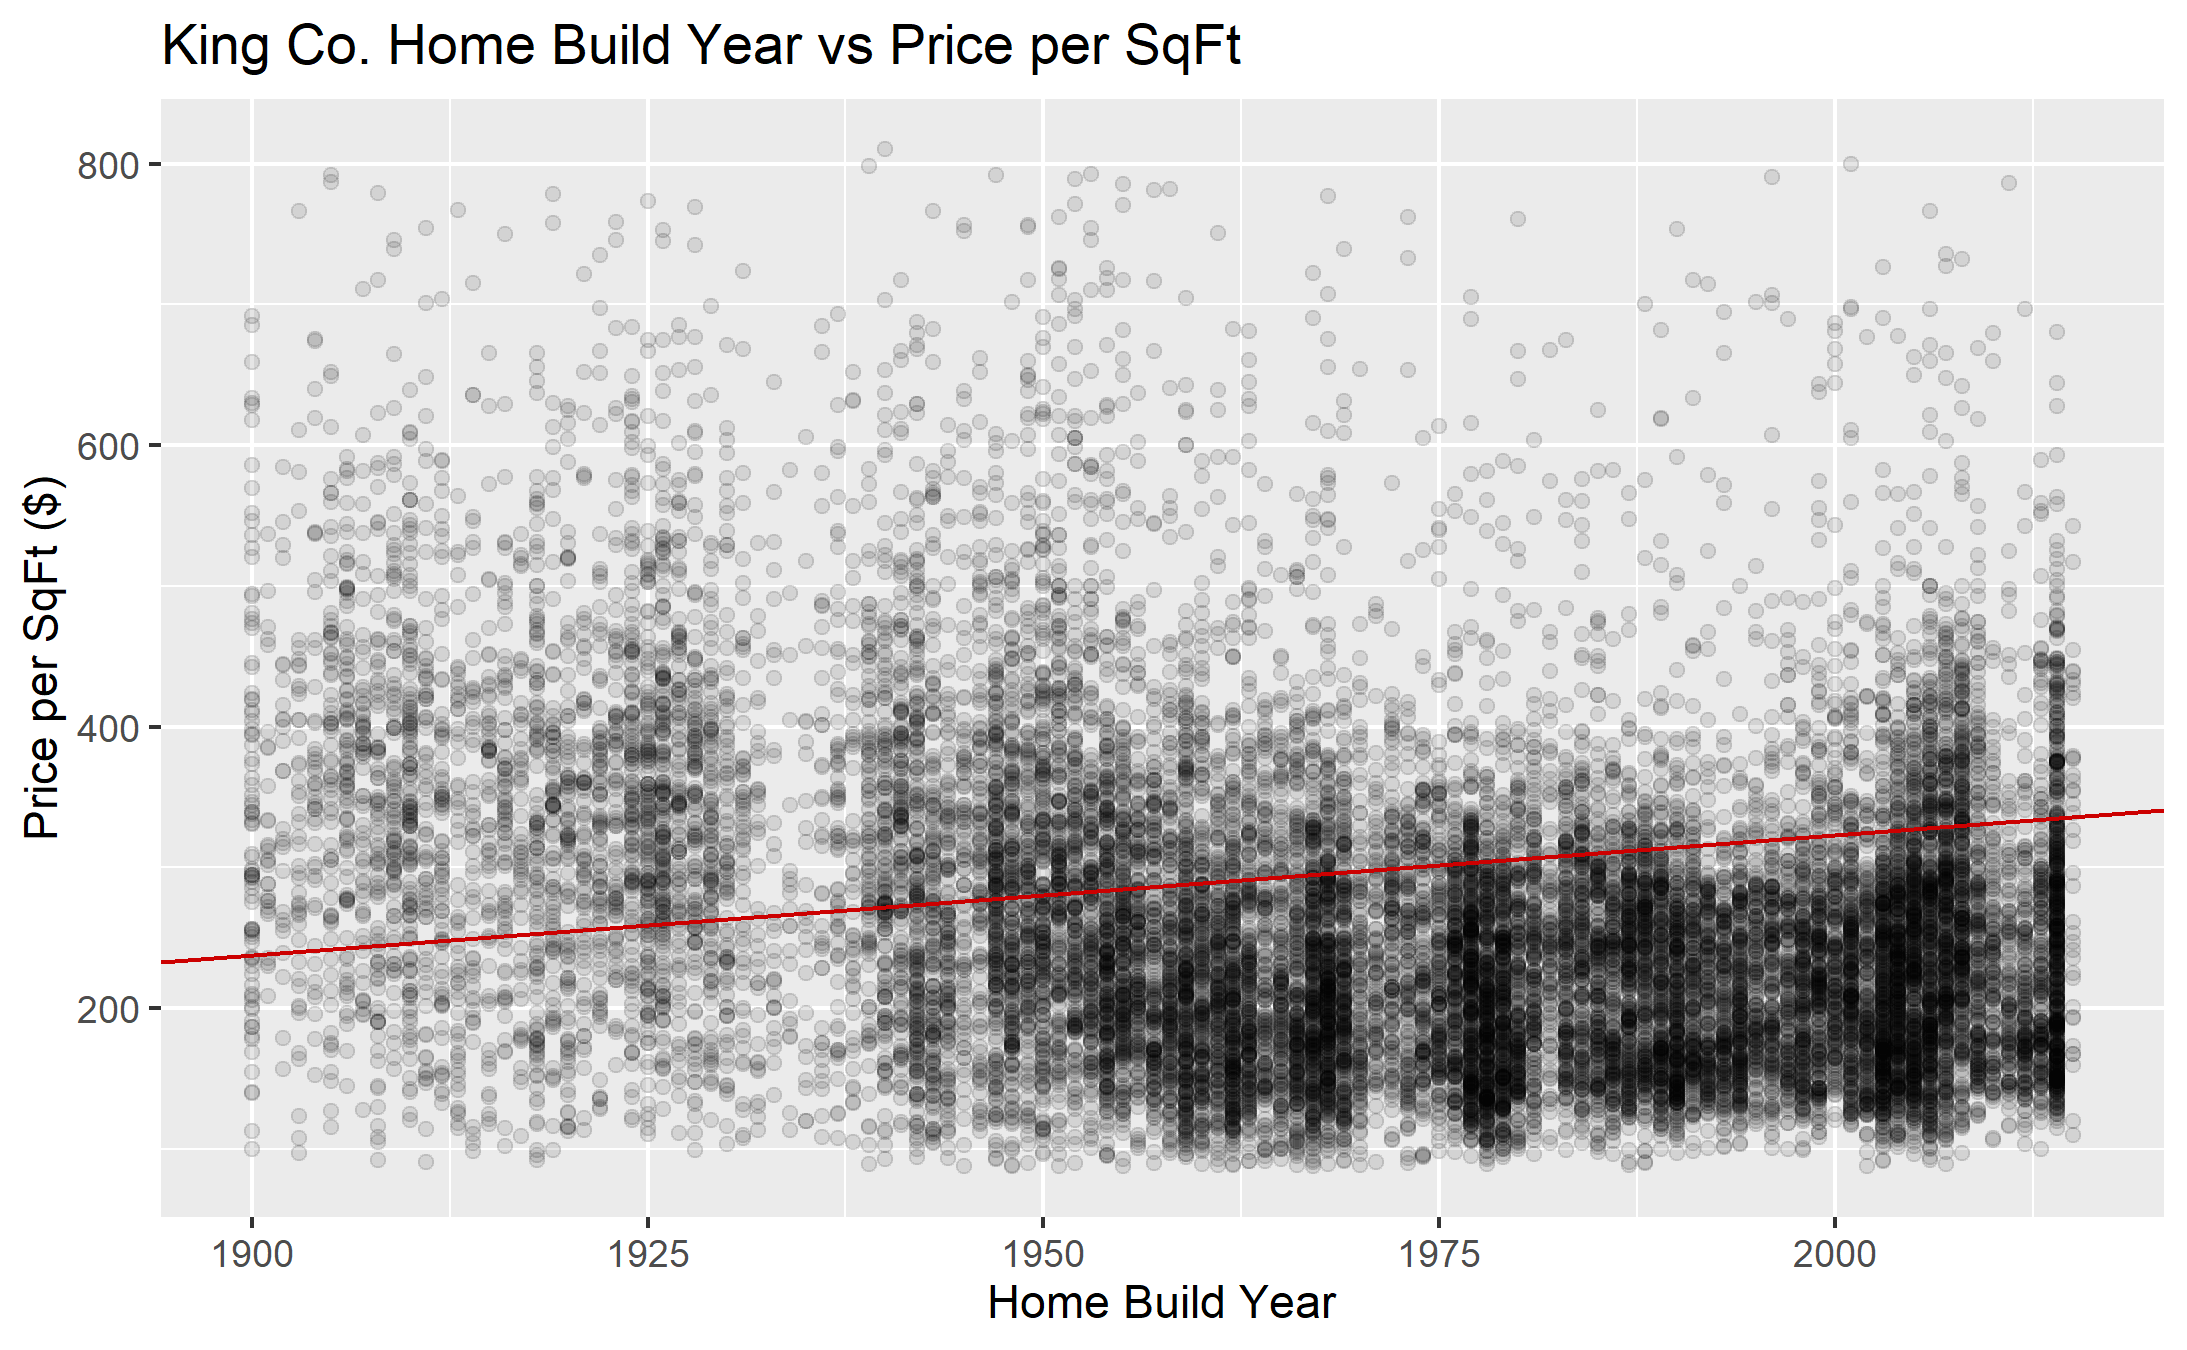 King Co. Home Build Year vs Price per SqFt
Price per SqFt ($)
800
600
400
200
1900 1925 1950 1975 2000
Home Build Year